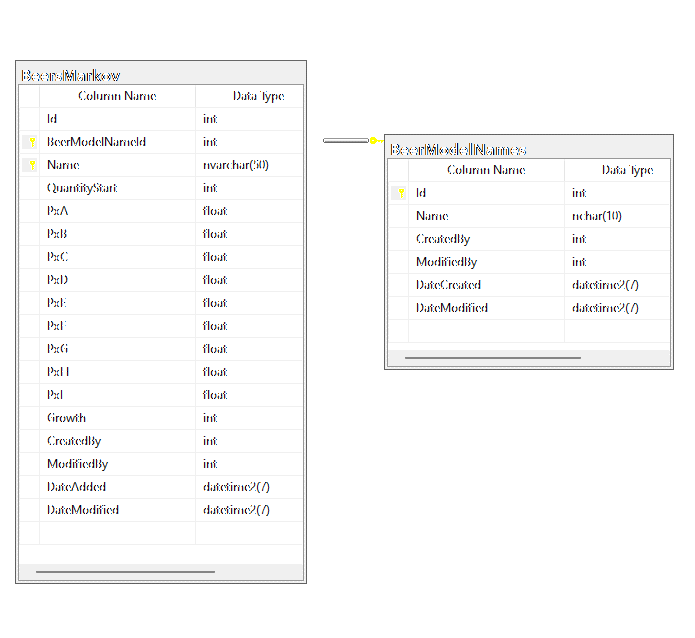 BeersMarkov
Column Name Data Type
Id int
BeerModelNameId int
Name nvarchar(50)
QuantityStart int
PxA float
PxB float
PxC float
PxD float
PxE float
PxF float
PxG float
PxH float
PxI float
Growth int
CreatedBy int
ModifiedBy int
DateAdded datetime2(7)
DateModified datetime2(7)
BeerModelNames
Column Name Data Type
Id int
Name nchar(10)
CreatedBy int
ModifiedBy int
DateCreated datetime2(7)
DateModified datetime2(7)